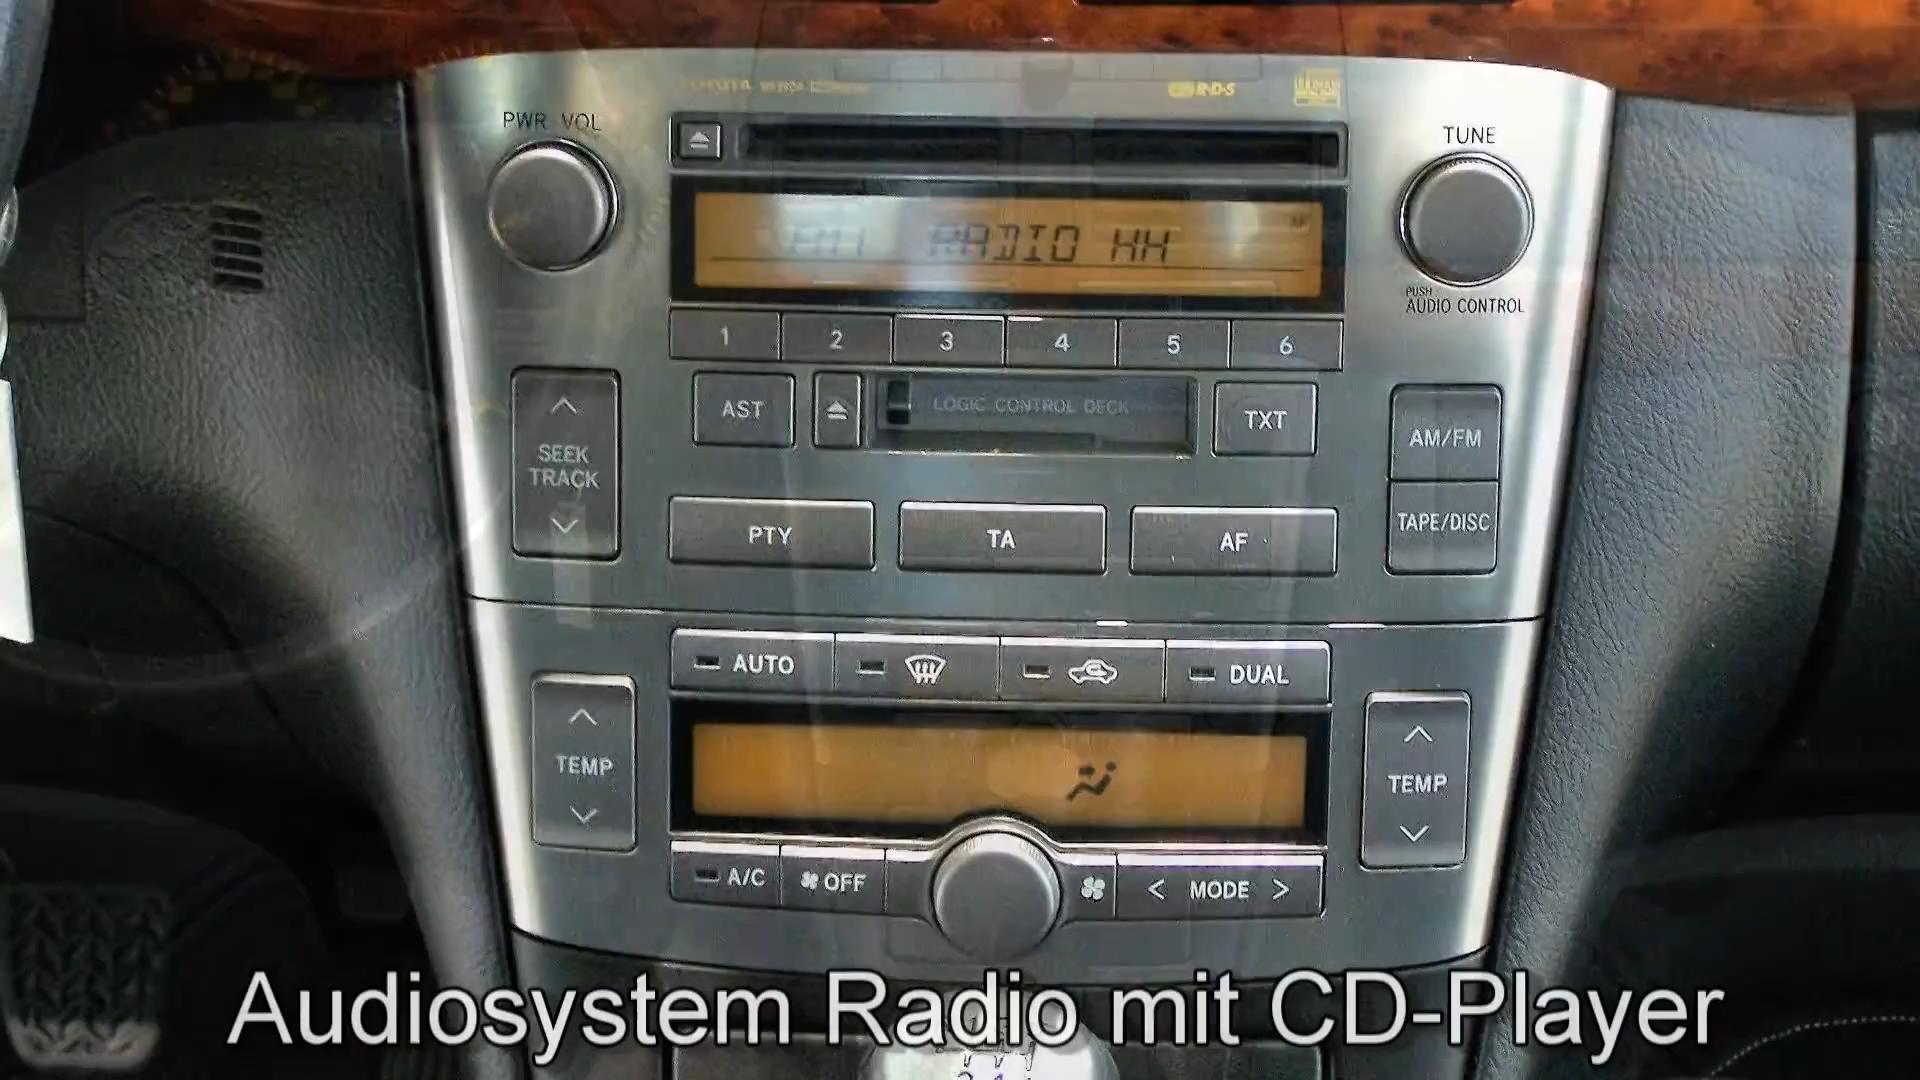 TOYOTA
R·D·S
PWR VOL
TUNE
RADIO HH
PUSH
AUDIO CONTROL
1 2 3 4 5 6
AST
LOGIC CONTROL DECK
TXT
SEEK
TRACK
AM/FM
TAPE/DISC
PTY TA AF
AUTO
DUAL
TEMP
TEMP
A/C
OFF
< MODE >
Audiosystem Radio mit CD-Player